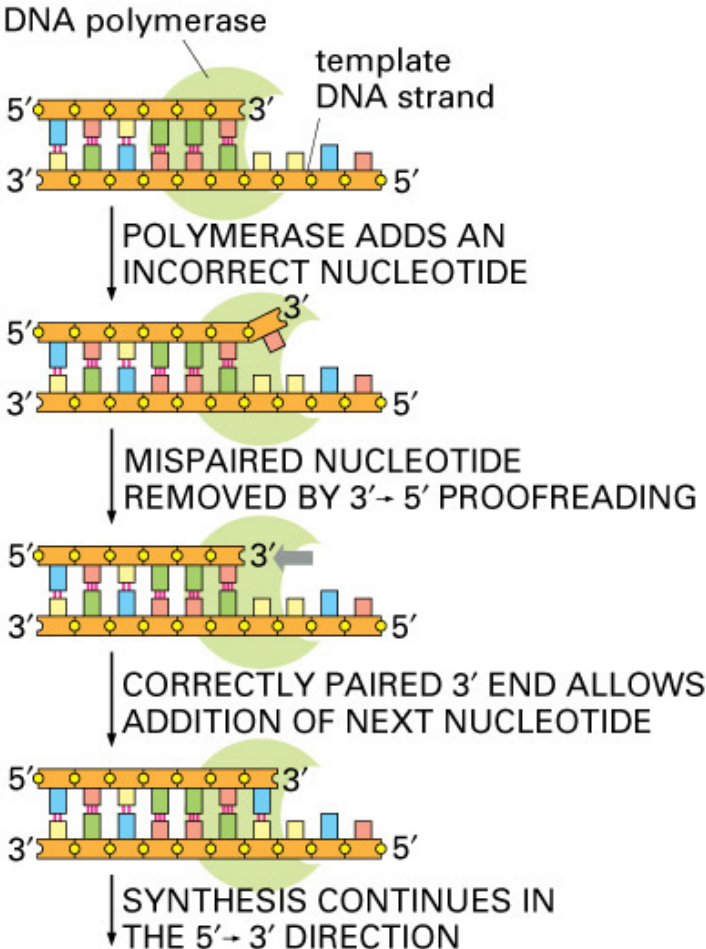 DNA polymerase
template
DNA strand
5′ 3′
3′ 5′
POLYMERASE ADDS AN
INCORRECT NUCLEOTIDE
3′
5′
3′ 5′
MISPAIRED NUCLEOTIDE
REMOVED BY 3′→ 5′ PROOFREADING
5′ 3′
3′ 5′
CORRECTLY PAIRED 3′ END ALLOWS
ADDITION OF NEXT NUCLEOTIDE
5′ 3′
3′ 5′
SYNTHESIS CONTINUES IN
THE 5′→ 3′ DIRECTION